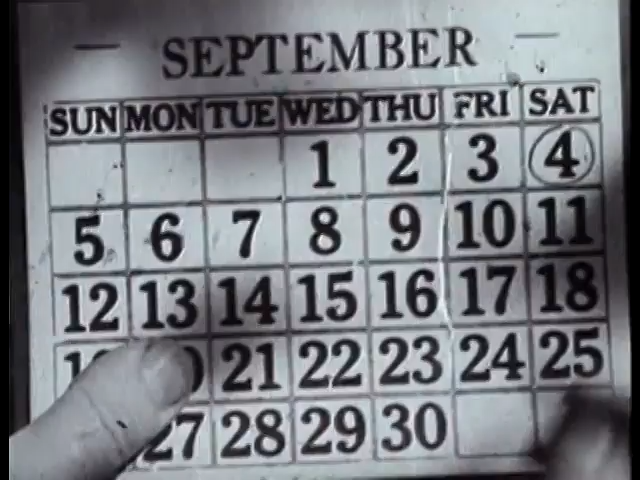 SEPTEMBER
SUN MON TUE WED THU FRI SAT
1 2 3 4
5 6 7 8 9 10 11
12 13 14 15 16 17 18
21 22 23 24 25
27 28 29 30